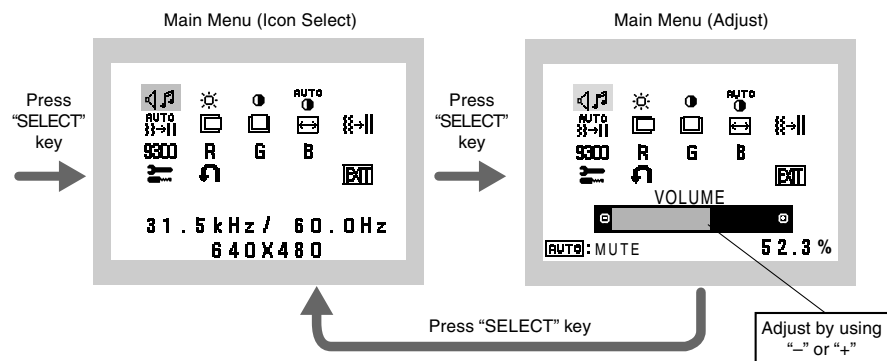 Main Menu (Icon Select)
Press
“SELECT”
key
AUTO
AUTO
9300 R G B
EXIT
31.5kHz/ 60.0Hz
640X480
Press
“SELECT”
key
Main Menu (Adjust)
AUTO
AUTO
9300 R G B
EXIT
VOLUME
AUTO:MUTE 52.3%
Press “SELECT” key
Adjust by using
“–” or “+”